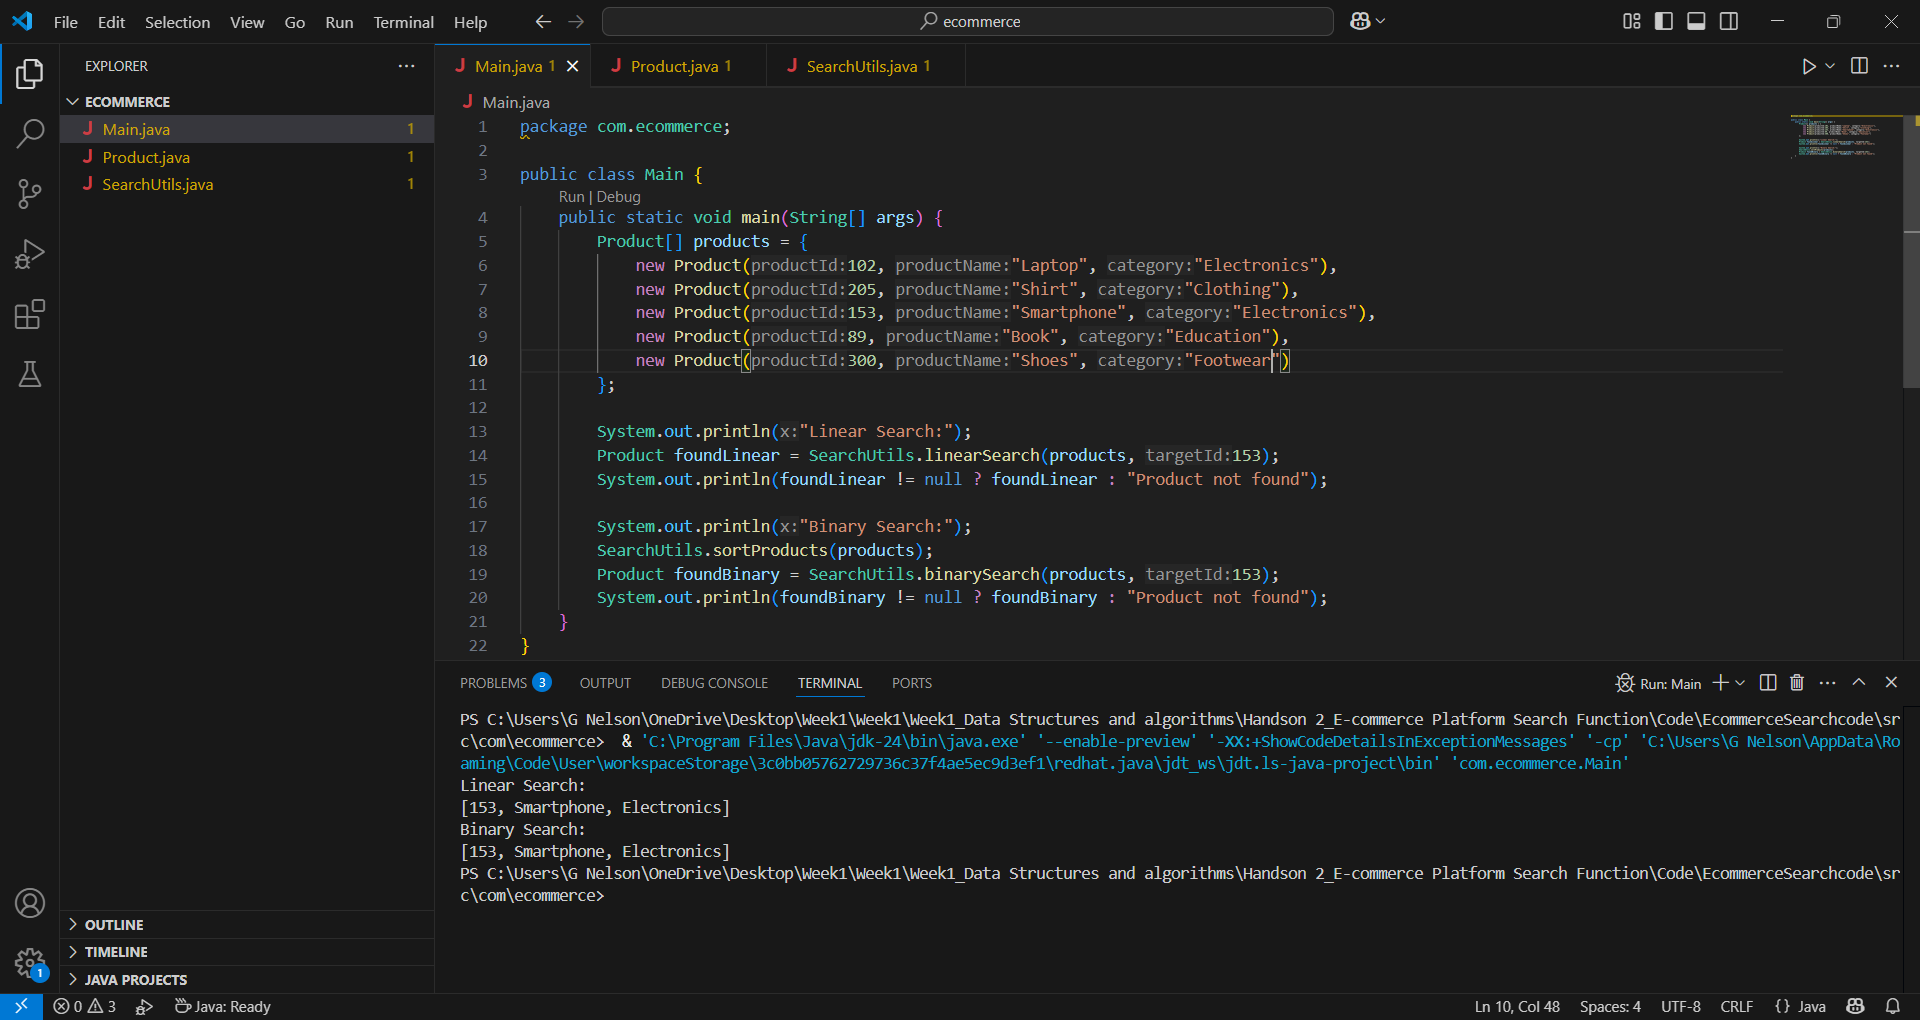 File Edit Selection View Go Run Terminal Help
ecommerce
EXPLORER
ECOMMERCE
Main.java 1
Product.java 1
SearchUtils.java 1
OUTLINE
TIMELINE
JAVA PROJECTS
Main.java 1 Product.java 1 SearchUtils.java 1
Main.java
1 package com.ecommerce;
2
3 public class Main {
Run | Debug
4 public static void main(String[] args) {
5 Product[] products = {
6 new Product(productId:102, productName:"Laptop", category:"Electronics"),
7 new Product(productId:205, productName:"Shirt", category:"Clothing"),
8 new Product(productId:153, productName:"Smartphone", category:"Electronics"),
9 new Product(productId:89, productName:"Book", category:"Education"),
10 new Product(productId:300, productName:"Shoes", category:"Footwear")
11 };
12
13 System.out.println(x:"Linear Search:");
14 Product foundLinear = SearchUtils.linearSearch(products, targetId:153);
15 System.out.println(foundLinear != null ? foundLinear : "Product not found");
16
17 System.out.println(x:"Binary Search:");
18 SearchUtils.sortProducts(products);
19 Product foundBinary = SearchUtils.binarySearch(products, targetId:153);
20 System.out.println(foundBinary != null ? foundBinary : "Product not found");
21 }
22 }
PROBLEMS 3 OUTPUT DEBUG CONSOLE TERMINAL PORTS
Run: Main
PS C:\Users\G Nelson\OneDrive\Desktop\Week1\Week1\Week1_Data Structures and algorithms\Handson 2_E-commerce Platform Search Function\Code\EcommerceSearchcode\sr
c\com\ecommerce> & 'C:\Program Files\Java\jdk-24\bin\java.exe' '--enable-preview' '-XX:+ShowCodeDetailsInExceptionMessages' '-cp' 'C:\Users\G Nelson\AppData\Ro
aming\Code\User\workspaceStorage\3c0bb05762729736c37f4ae5ec9d3ef1\redhat.java\jdt_ws\jdt.ls-java-project\bin' 'com.ecommerce.Main'
Linear Search:
[153, Smartphone, Electronics]
Binary Search:
[153, Smartphone, Electronics]
PS C:\Users\G Nelson\OneDrive\Desktop\Week1\Week1\Week1_Data Structures and algorithms\Handson 2_E-commerce Platform Search Function\Code\EcommerceSearchcode\sr
c\com\ecommerce>
1
0 3 Java: Ready
Ln 10, Col 48 Spaces: 4 UTF-8 CRLF {} Java